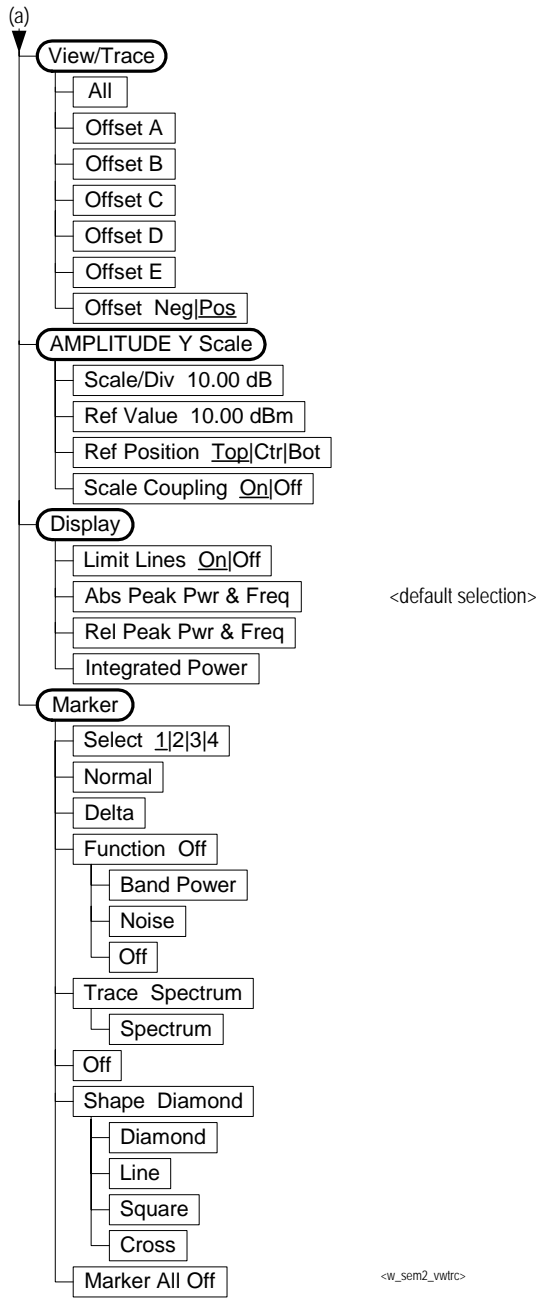 (a)
View/Trace
All
Offset A
Offset B
Offset C
Offset D
Offset E
Offset Neg|Pos
AMPLITUDE Y Scale
Scale/Div 10.00 dB
Ref Value 10.00 dBm
Ref Position Top|Ctr|Bot
Scale Coupling On|Off
Display
Limit Lines On|Off
Abs Peak Pwr & Freq <default selection>
Rel Peak Pwr & Freq
Integrated Power
Marker
Select 1|2|3|4
Normal
Delta
Function Off
Band Power
Noise
Off
Trace Spectrum
Spectrum
Off
Shape Diamond
Diamond
Line
Square
Cross
Marker All Off <w_sem2_vwtrc>